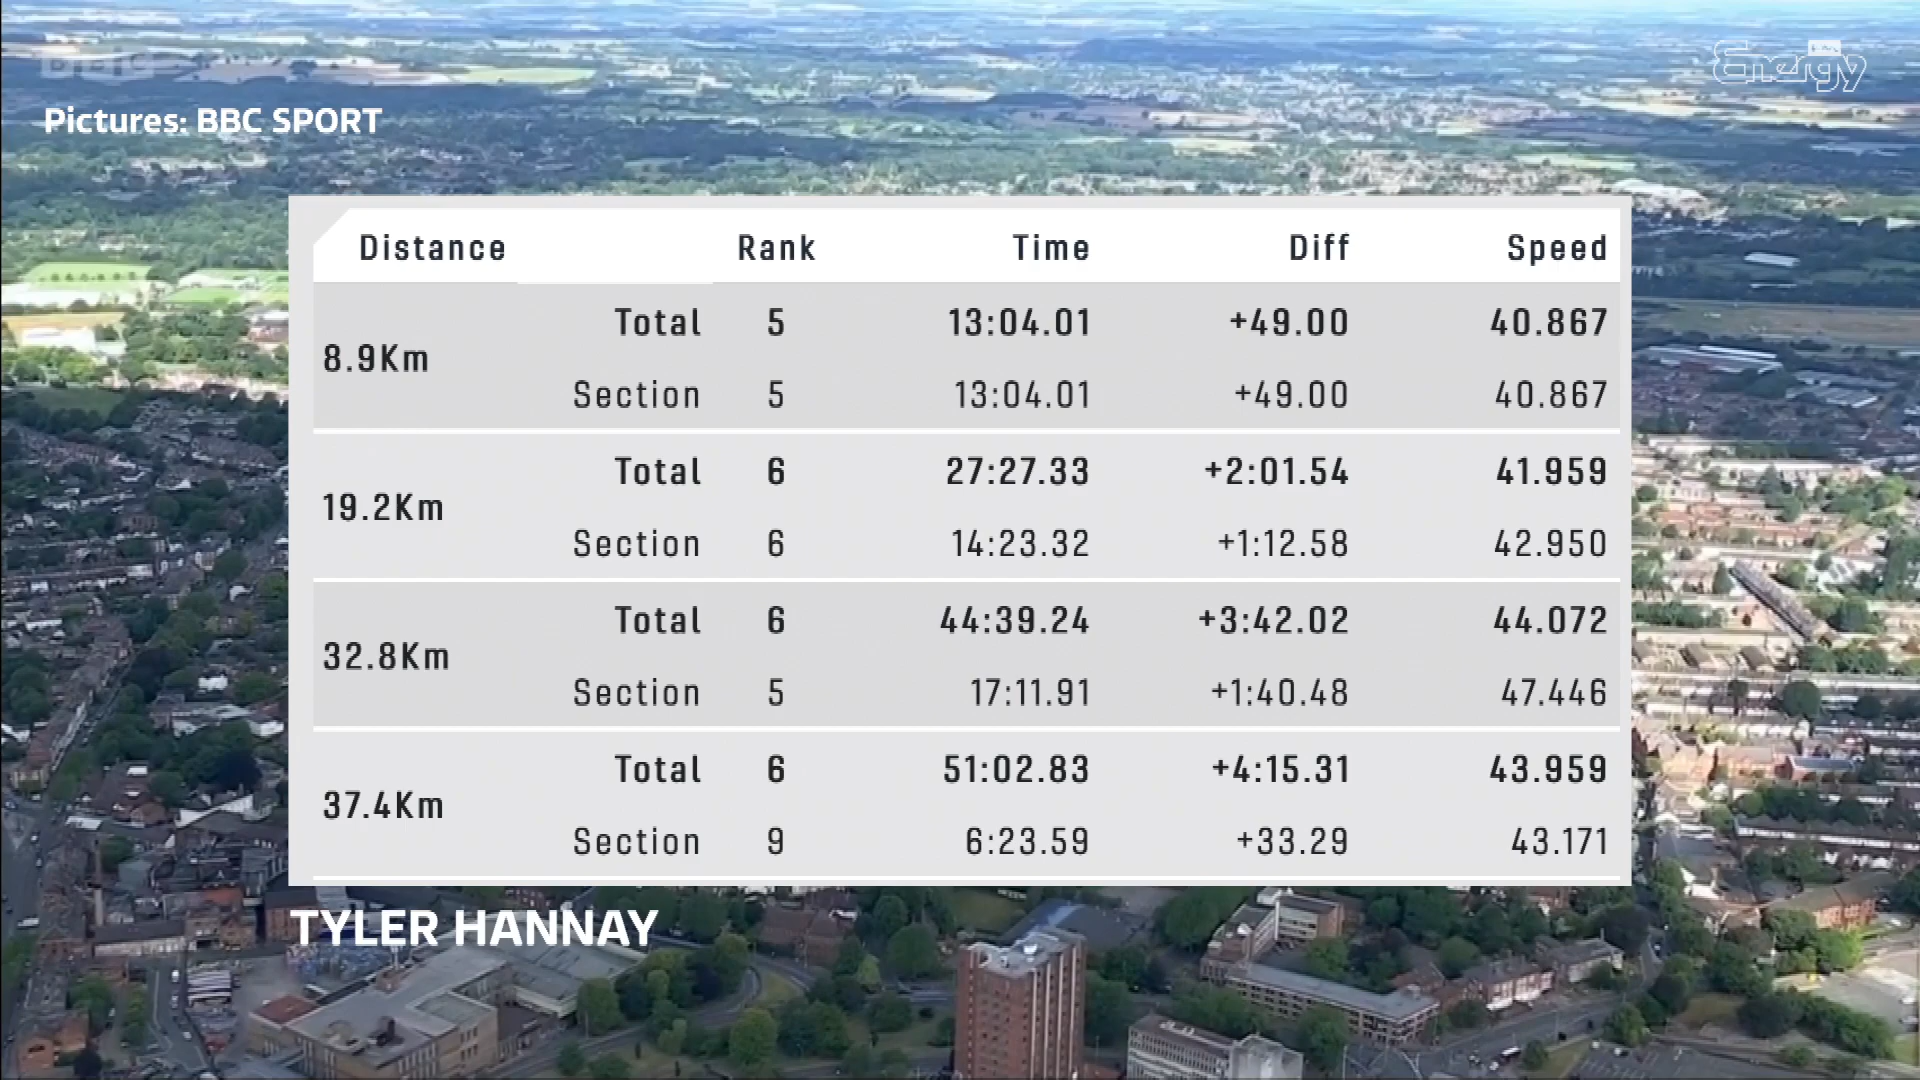 BBC
Energy
Pictures: BBC SPORT
Distance Rank Time Diff Speed
8.9Km
Total 5 13:04.01 +49.00 40.867
Section 5 13:04.01 +49.00 40.867
19.2Km
Total 6 27:27.33 +2:01.54 41.959
Section 6 14:23.32 +1:12.58 42.950
32.8Km
Total 6 44:39.24 +3:42.02 44.072
Section 5 17:11.91 +1:40.48 47.446
37.4Km
Total 6 51:02.83 +4:15.31 43.959
Section 9 6:23.59 +33.29 43.171
TYLER HANNAY